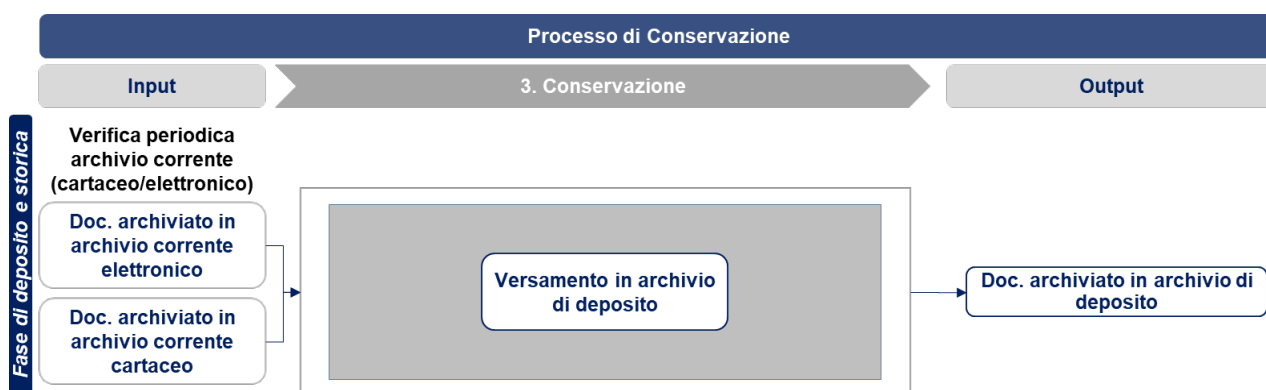 Processo di Conservazione
Input
3. Conservazione
Output
Fase di deposito e storica
Verifica periodica
archivio corrente
(cartaceo/elettronico)
Doc. archiviato in
archivio corrente
elettronico
Doc. archiviato in
archivio corrente
cartaceo
Versamento in archivio
di deposito
Doc. archiviato in archivio di
deposito